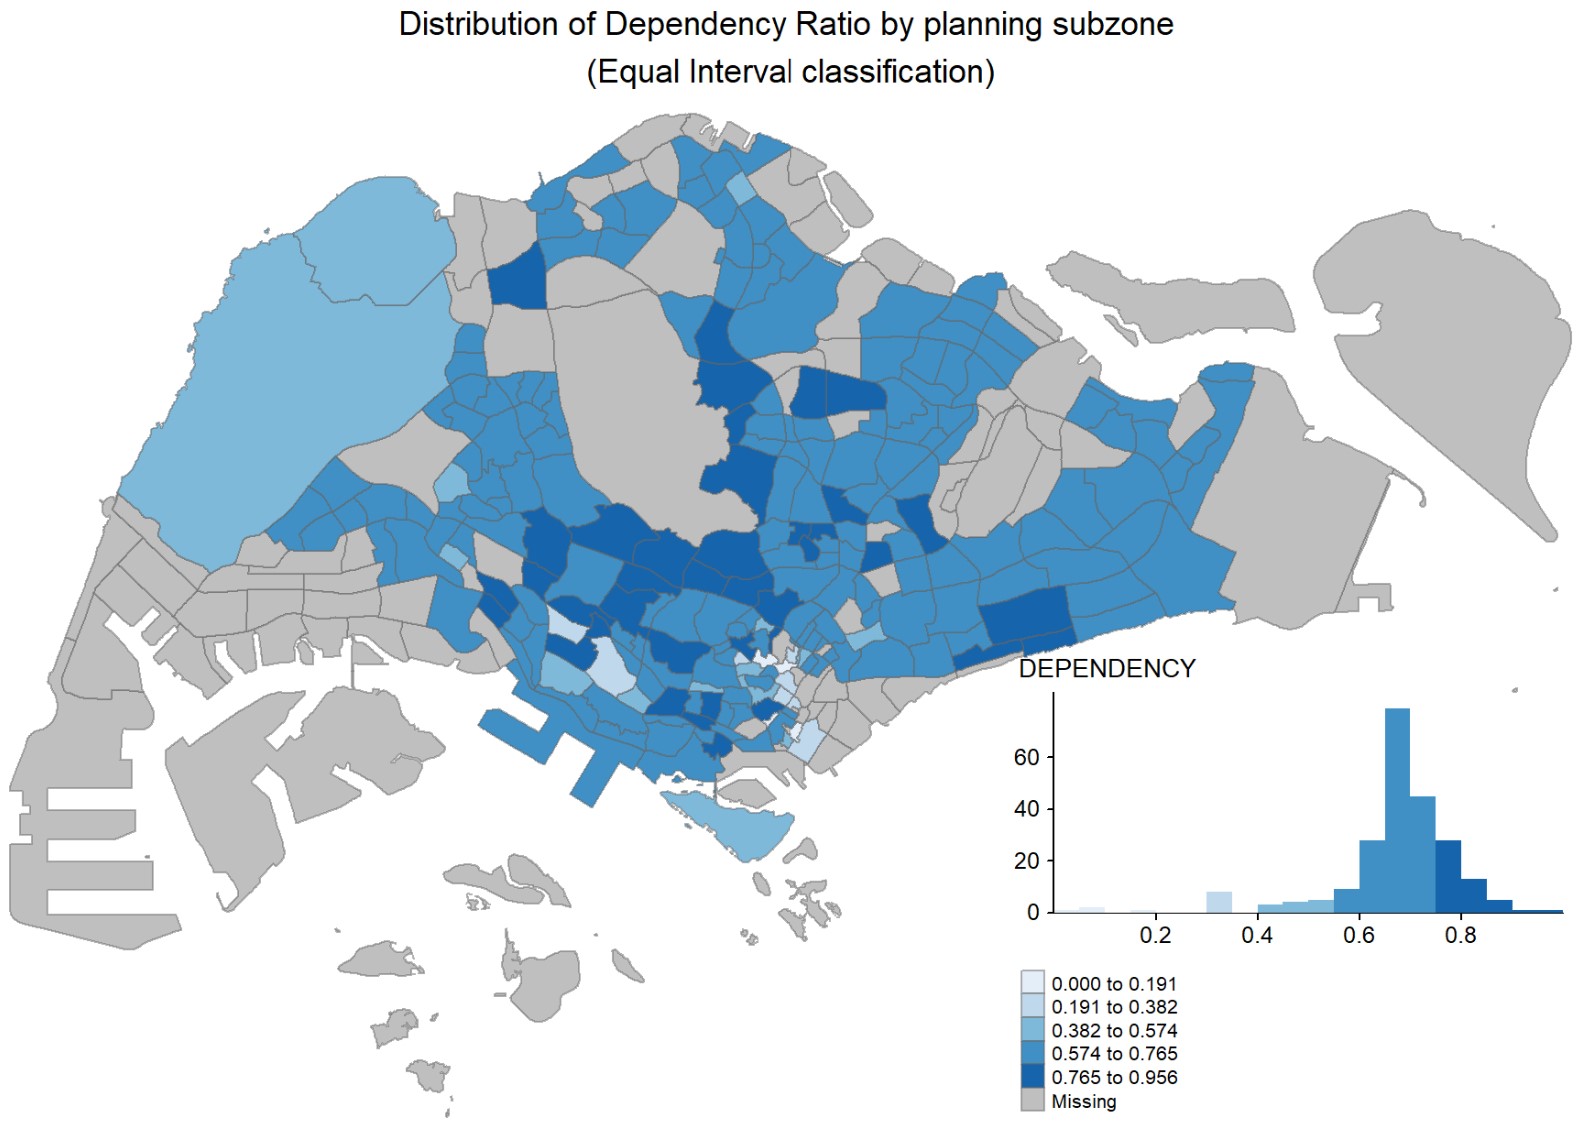 Distribution of Dependency Ratio by planning subzone
(Equal Interval classification)
DEPENDENCY
60
40
20
0
0.2 0.4 0.6 0.8
0.000 to 0.191
0.191 to 0.382
0.382 to 0.574
0.574 to 0.765
0.765 to 0.956
Missing